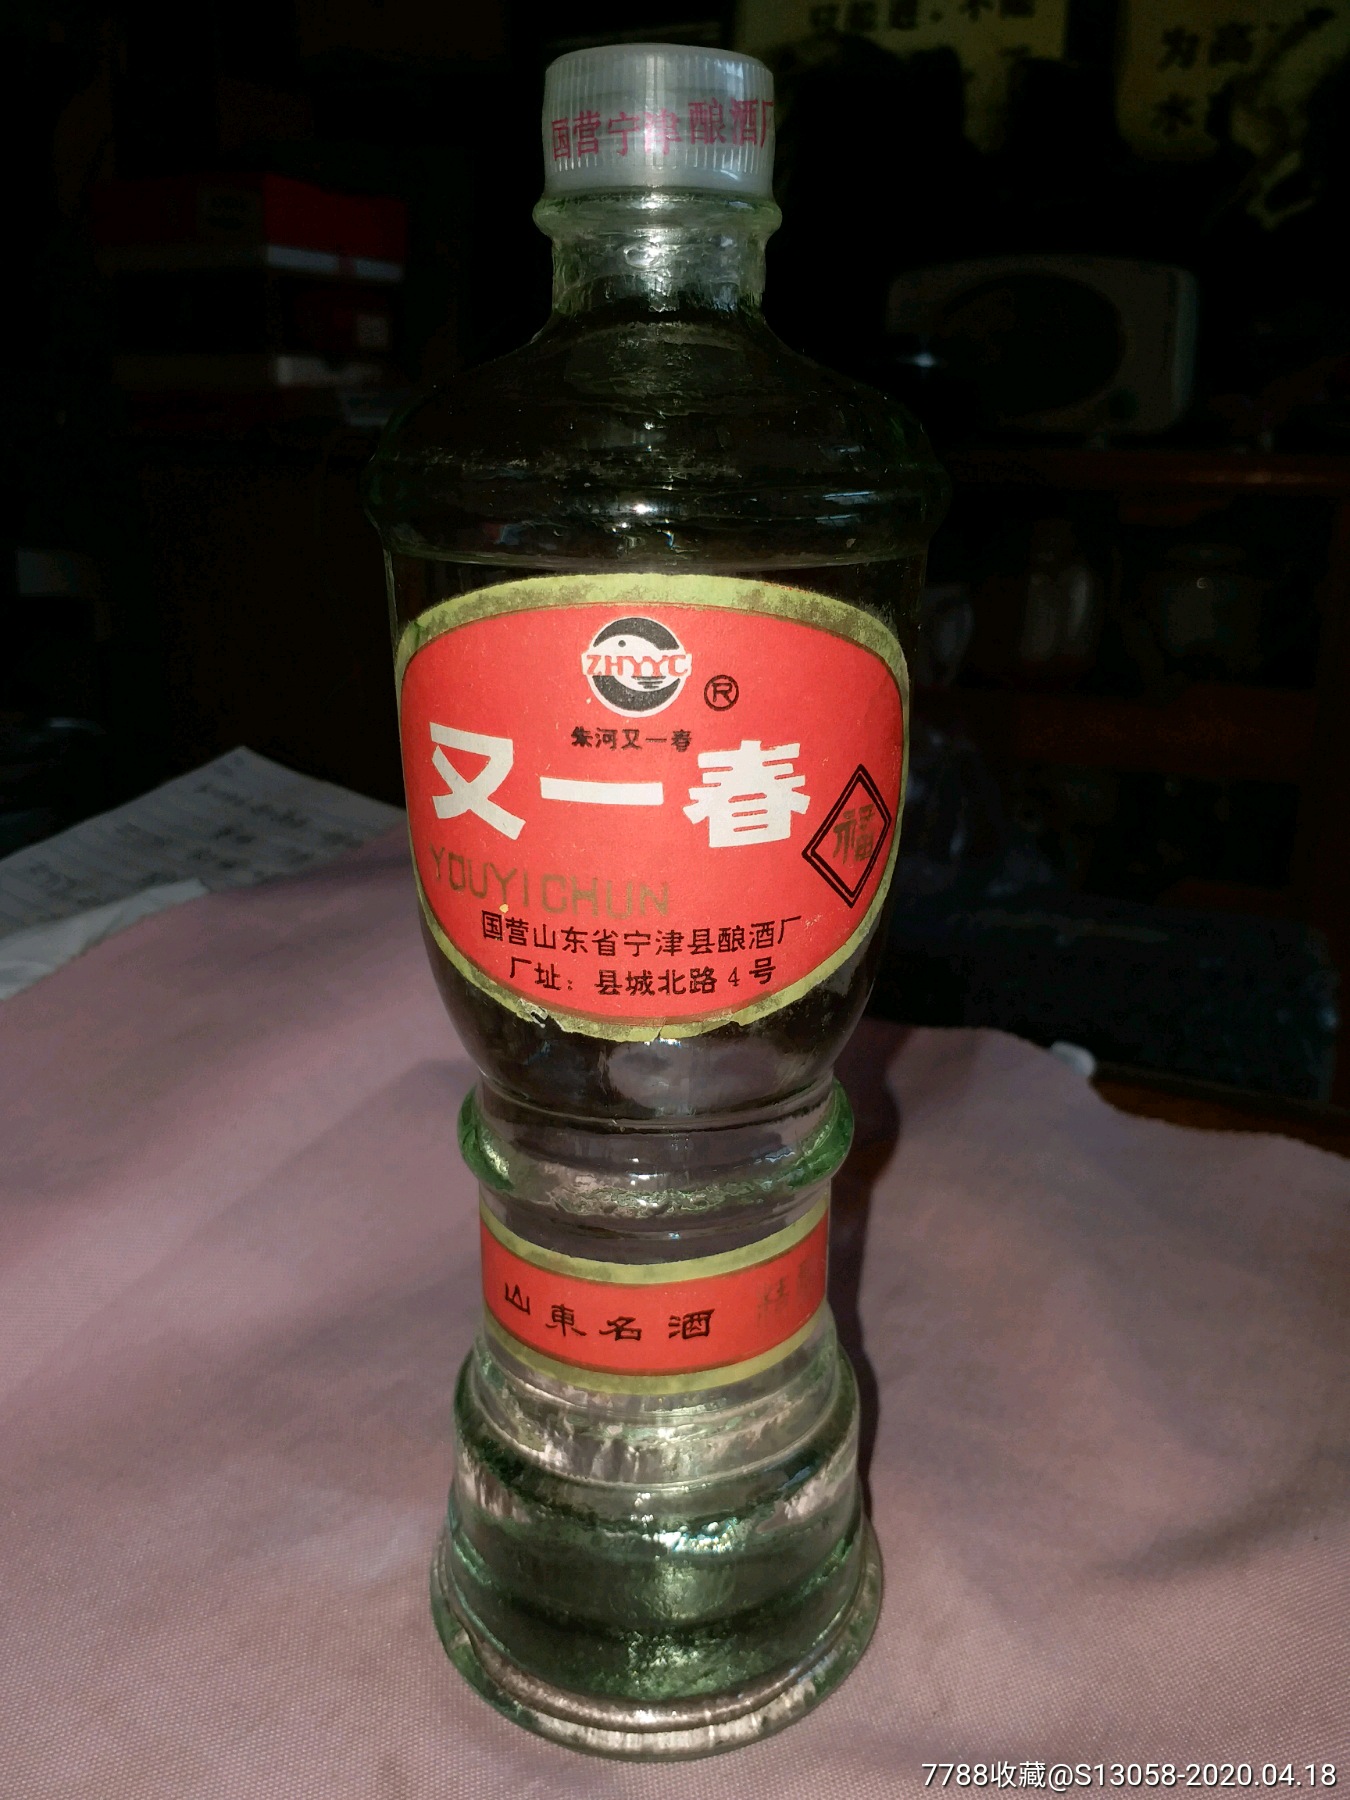 国营宁津酿酒厂
ZHYYC
®
朱河又一春
又一春
福
YOUYICHUN
国营山东省宁津县酿酒厂
厂址：县城北路4号
山東名酒
7788收藏@S13058-2020.04.18